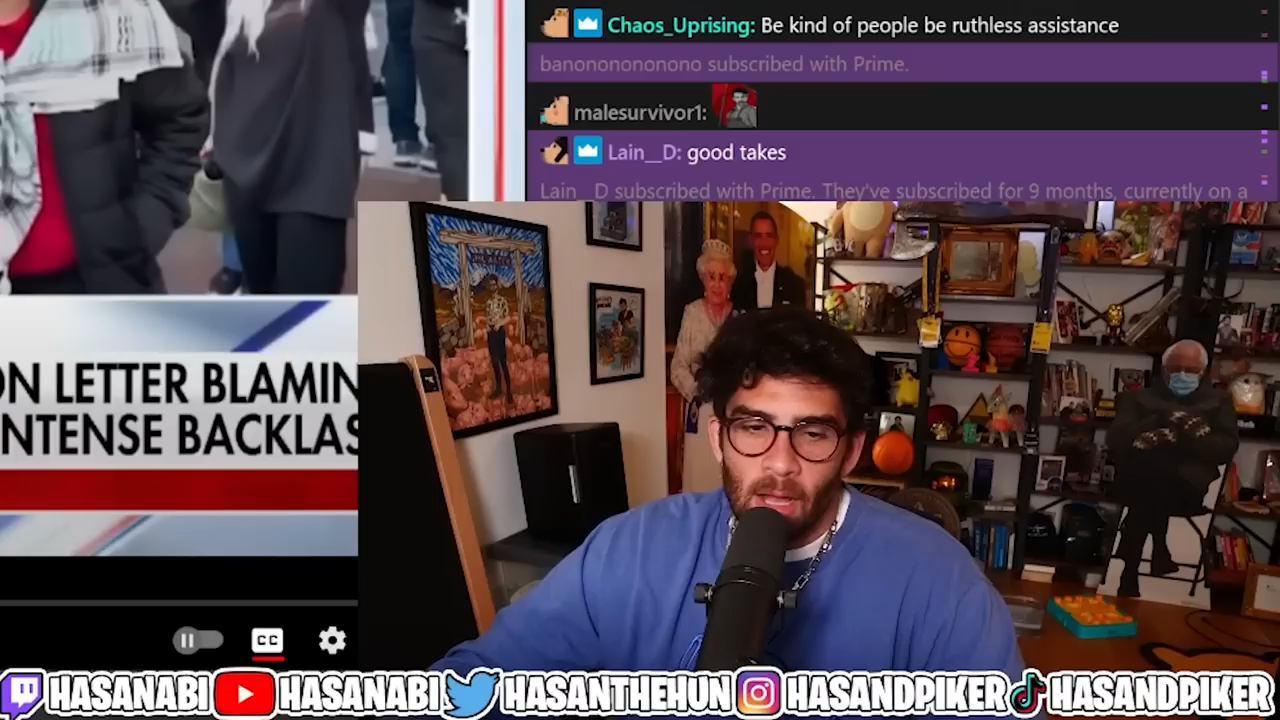 Chaos_Uprising: Be kind of people be ruthless assistance
banonononono subscribed with Prime.
malesurvivor1:
Lain__D: good takes
Lain__D subscribed with Prime. They've subscribed for 9 months, currently on a
ON LETTER BLAMIN
NTENSE BACKLAS
CC
HASANABI HASANABI HASANTHEHUN HASANDPIKER HASANDPIKER